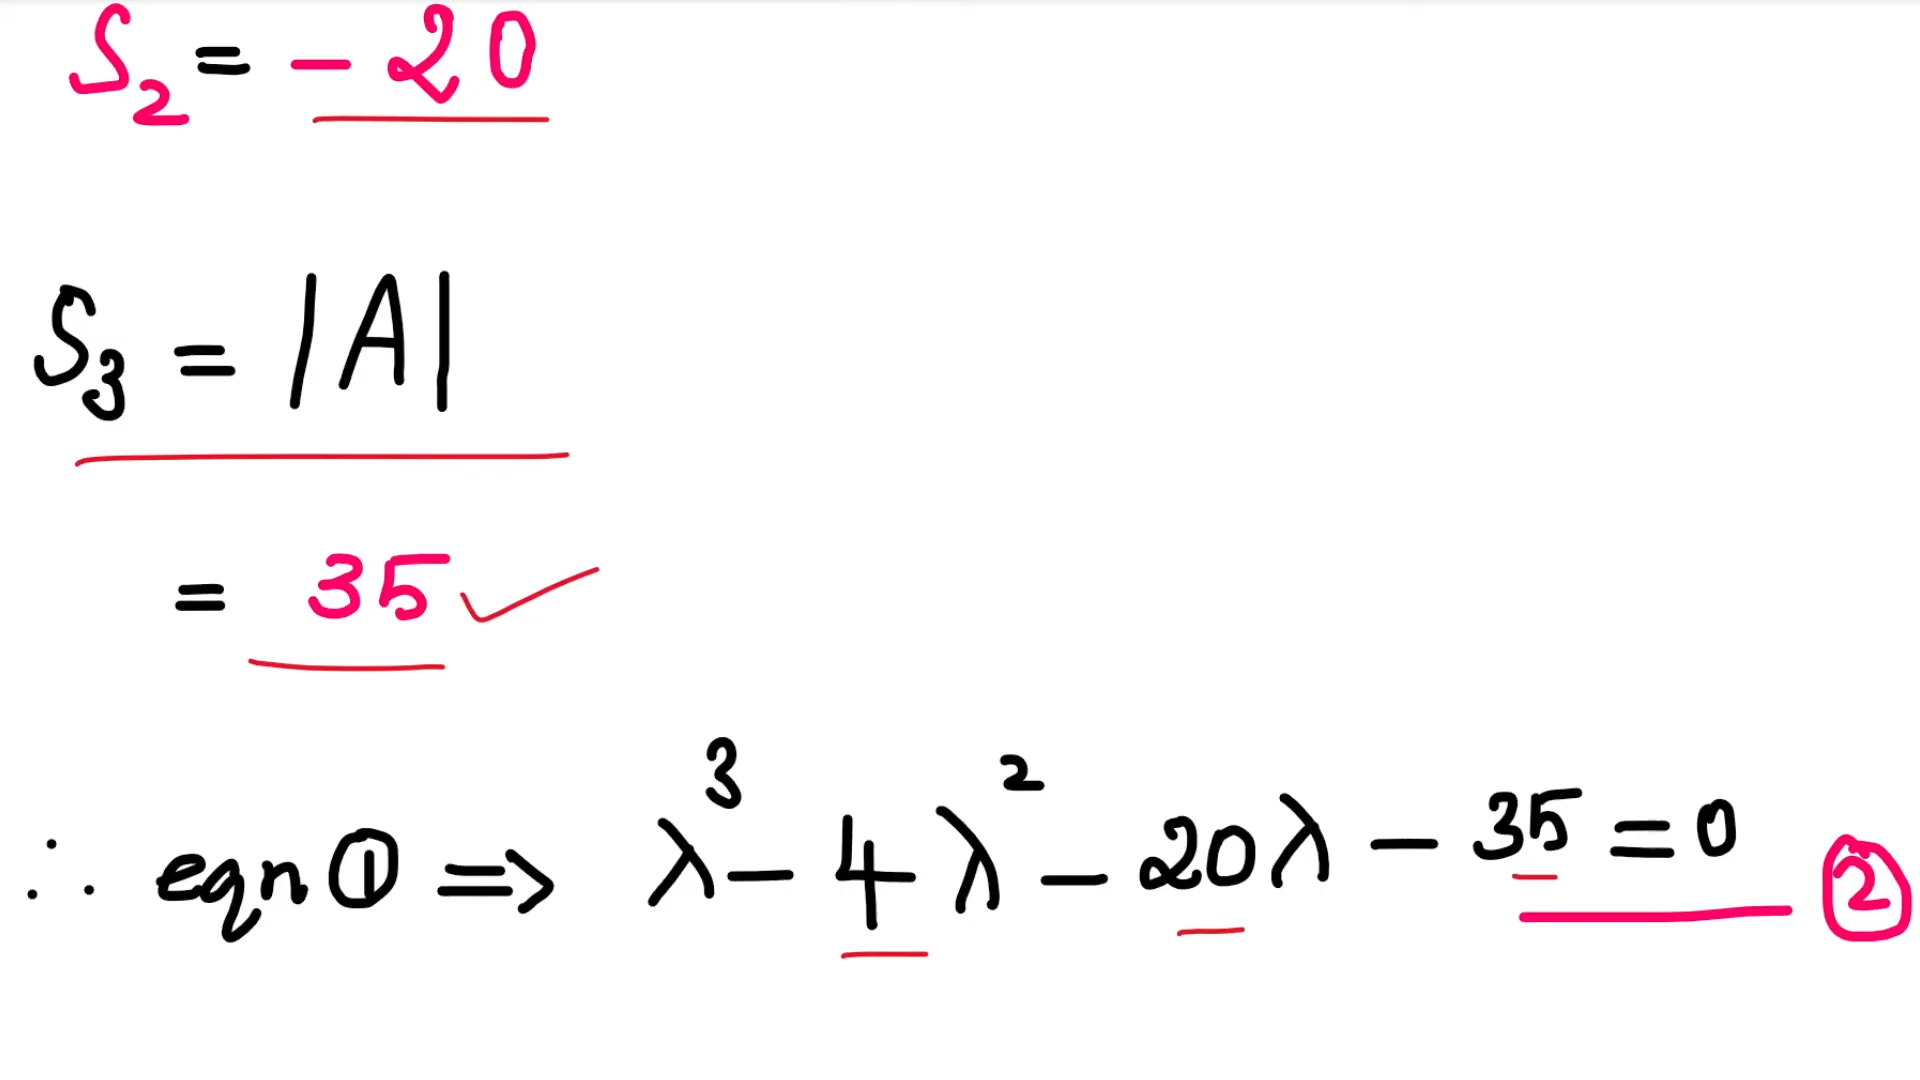 S₂ = - 20
S₃ = |A|
= 35 ✓
∴ eqn ① ⇒ λ³ - 4λ² - 20λ - 35 = 0 ②